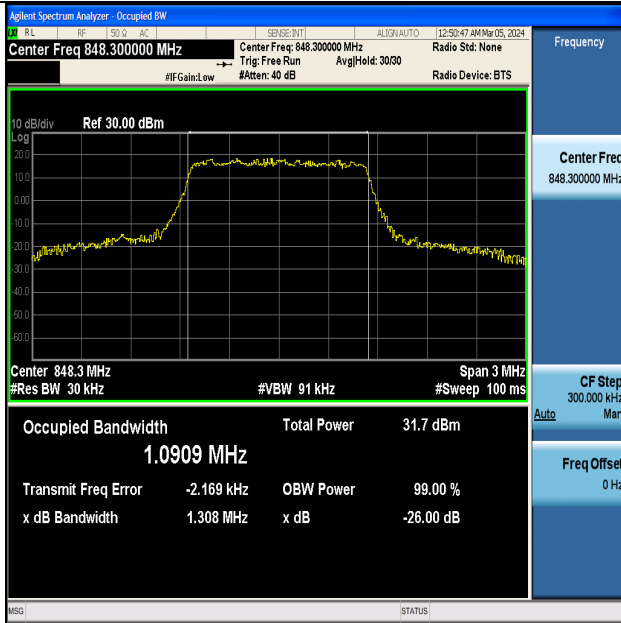 Agilent Spectrum Analyzer - Occupied BW
RL RF 50 Ω AC SENSE:INT ALIGN AUTO 12:50:47 AM Mar 05, 2024
Center Freq 848.300000 MHz
Center Freq: 848.300000 MHz
Radio Std: None
Trig: Free Run Avg|Hold: 30/30
#IFGain:Low
#Atten: 40 dB
Radio Device: BTS
10 dB/div Ref 30.00 dBm
Log
20.0
10.0
0.00
-10.0
-20.0
-30.0
-40.0
-50.0
-60.0
Center 848.3 MHz
Span 3 MHz
#Res BW 30 kHz
#VBW 91 kHz
#Sweep 100 ms
Occupied Bandwidth
Total Power 31.7 dBm
1.0909 MHz
Transmit Freq Error -2.169 kHz
OBW Power 99.00 %
x dB Bandwidth 1.308 MHz
x dB -26.00 dB
MSG
STATUS
Frequency
Center Freq
848.300000 MHz
CF Step
300.000 kHz
Auto Man
Freq Offset
0 Hz